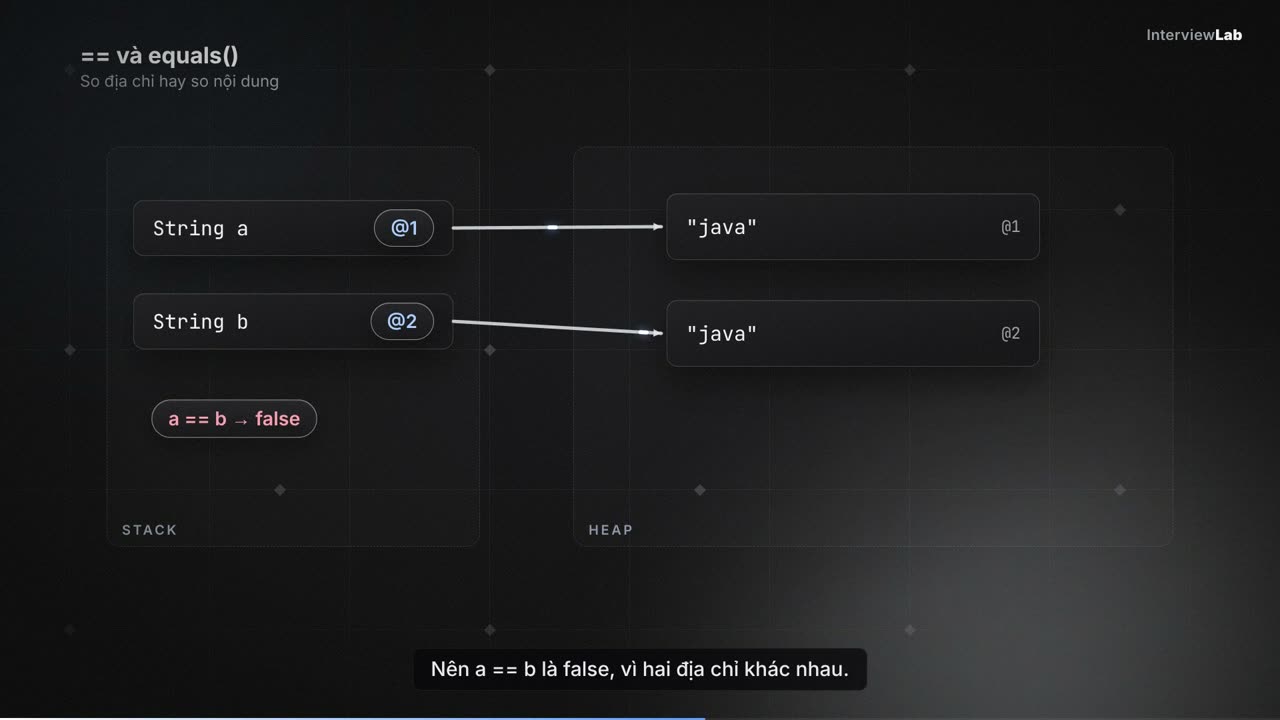 == và equals()
So địa chỉ hay so nội dung
InterviewLab
String a
@1
"java"
@1
String b
@2
"java"
@2
a == b → false
STACK
HEAP
Nên a == b là false, vì hai địa chỉ khác nhau.